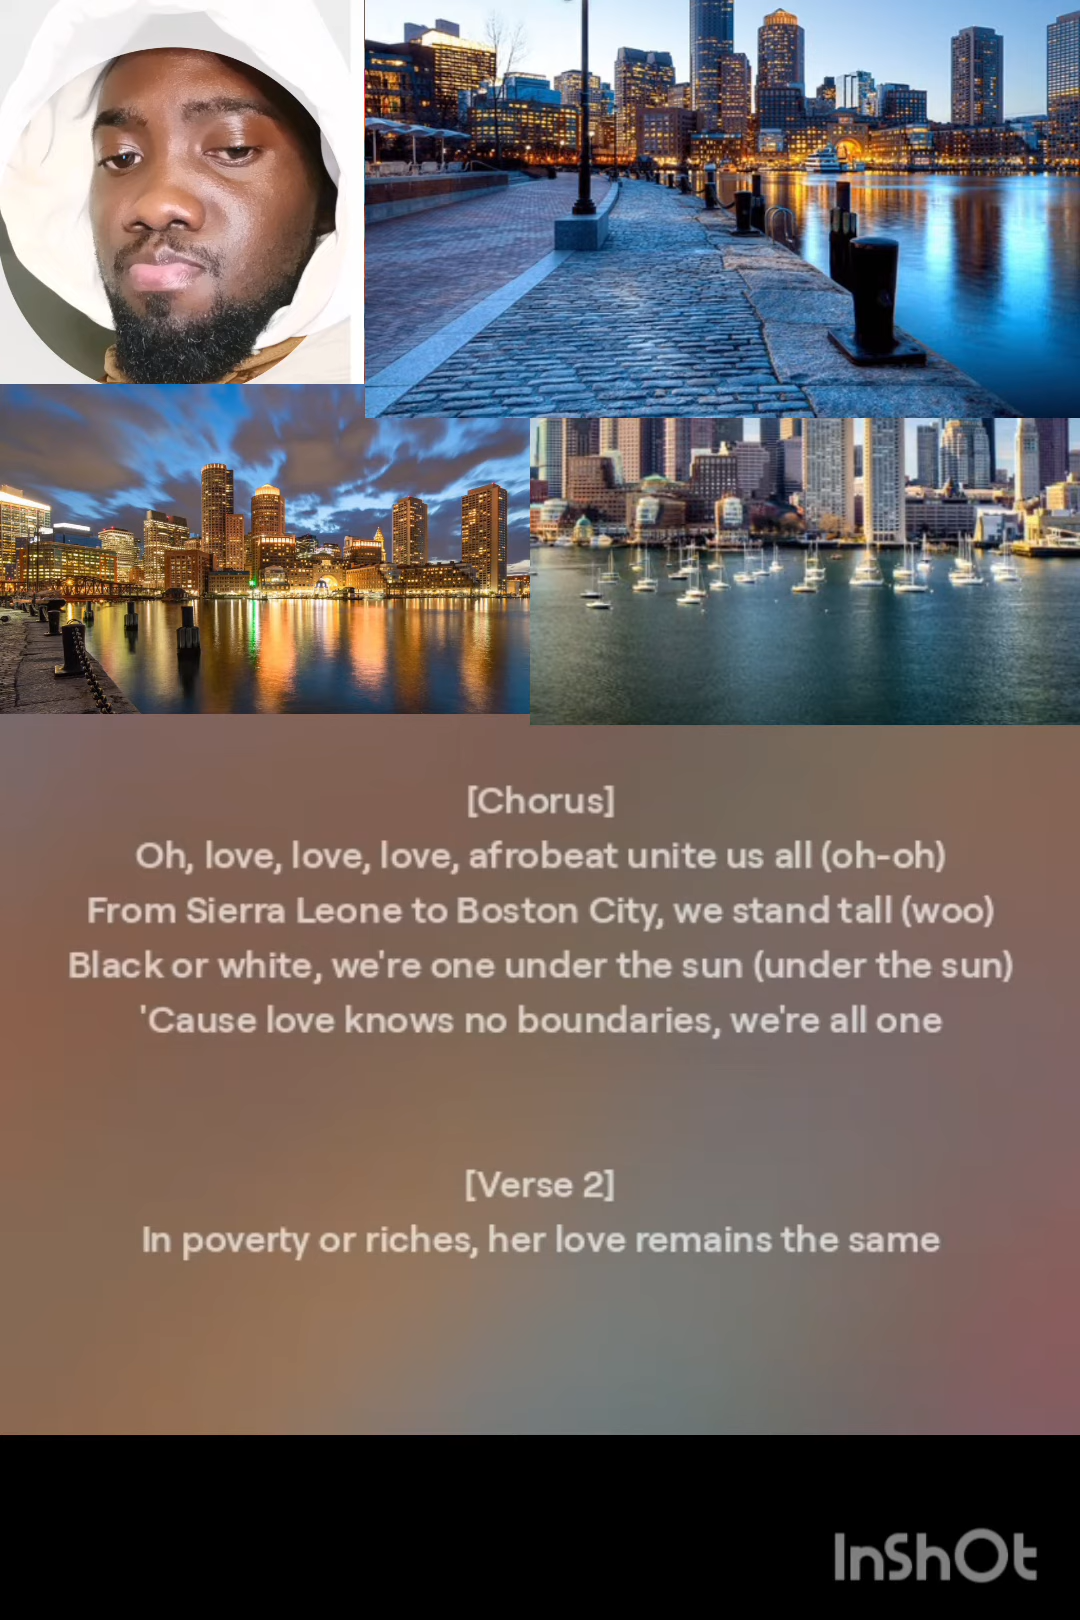 [Chorus]
Oh, love, love, love, afrobeat unite us all (oh-oh)
From Sierra Leone to Boston City, we stand tall (woo)
Black or white, we're one under the sun (under the sun)
'Cause love knows no boundaries, we're all one
[Verse 2]
In poverty or riches, her love remains the same
InShOt